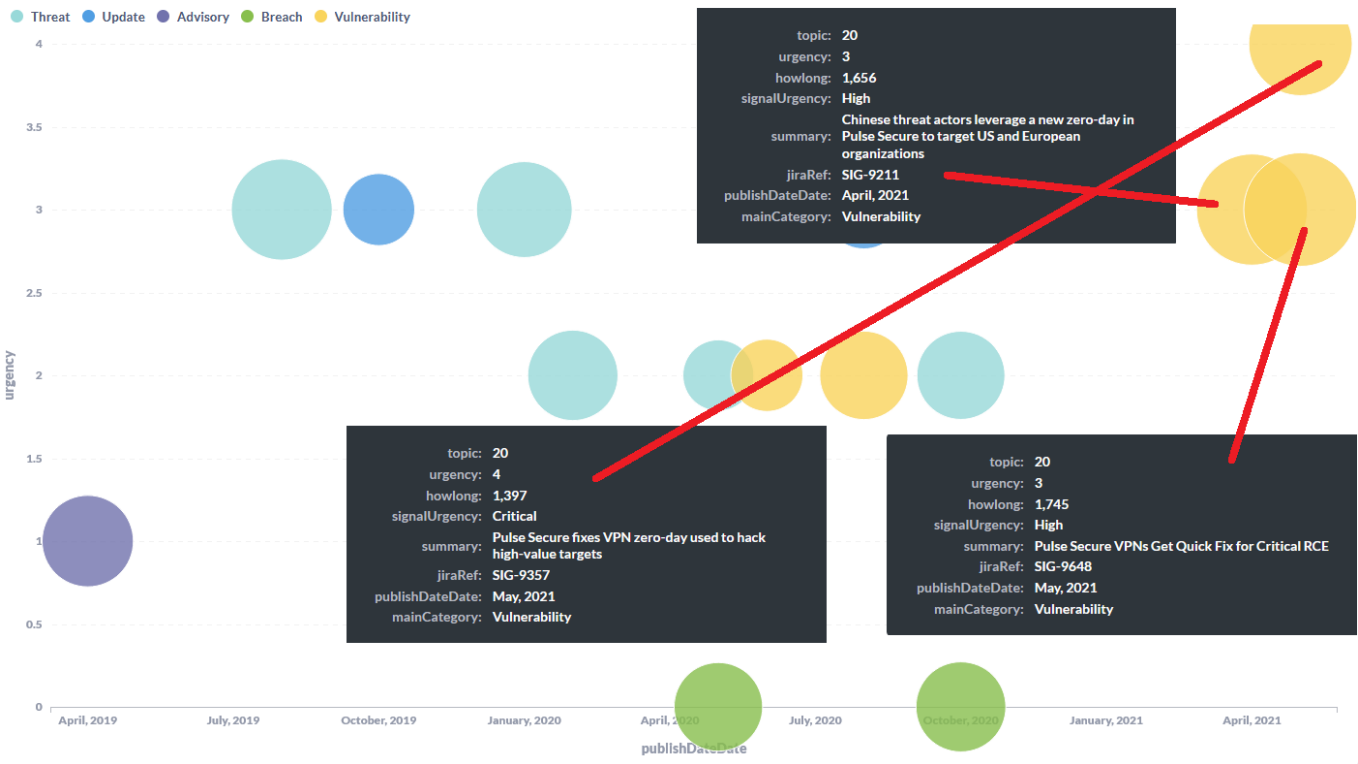 Threat Update Advisory Breach Vulnerability
4
3.5
3
2.5
2
1.5
1
0.5
0
urgency
topic: 20
urgency: 3
howlong: 1,656
signalUrgency: High
summary: Chinese threat actors leverage a new zero-day in
Pulse Secure to target US and European
organizations
jiraRef: SIG-9211
publishDateDate: April, 2021
mainCategory: Vulnerability
topic: 20
urgency: 4
howlong: 1,397
signalUrgency: Critical
summary: Pulse Secure fixes VPN zero-day used to hack
high-value targets
jiraRef: SIG-9357
publishDateDate: May, 2021
mainCategory: Vulnerability
topic: 20
urgency: 3
howlong: 1,745
signalUrgency: High
summary: Pulse Secure VPNs Get Quick Fix for Critical RCE
jiraRef: SIG-9648
publishDateDate: May, 2021
mainCategory: Vulnerability
April, 2019 July, 2019 October, 2019 January, 2020 April, 2020 July, 2020 October, 2020 January, 2021 April, 2021
publishDateDate